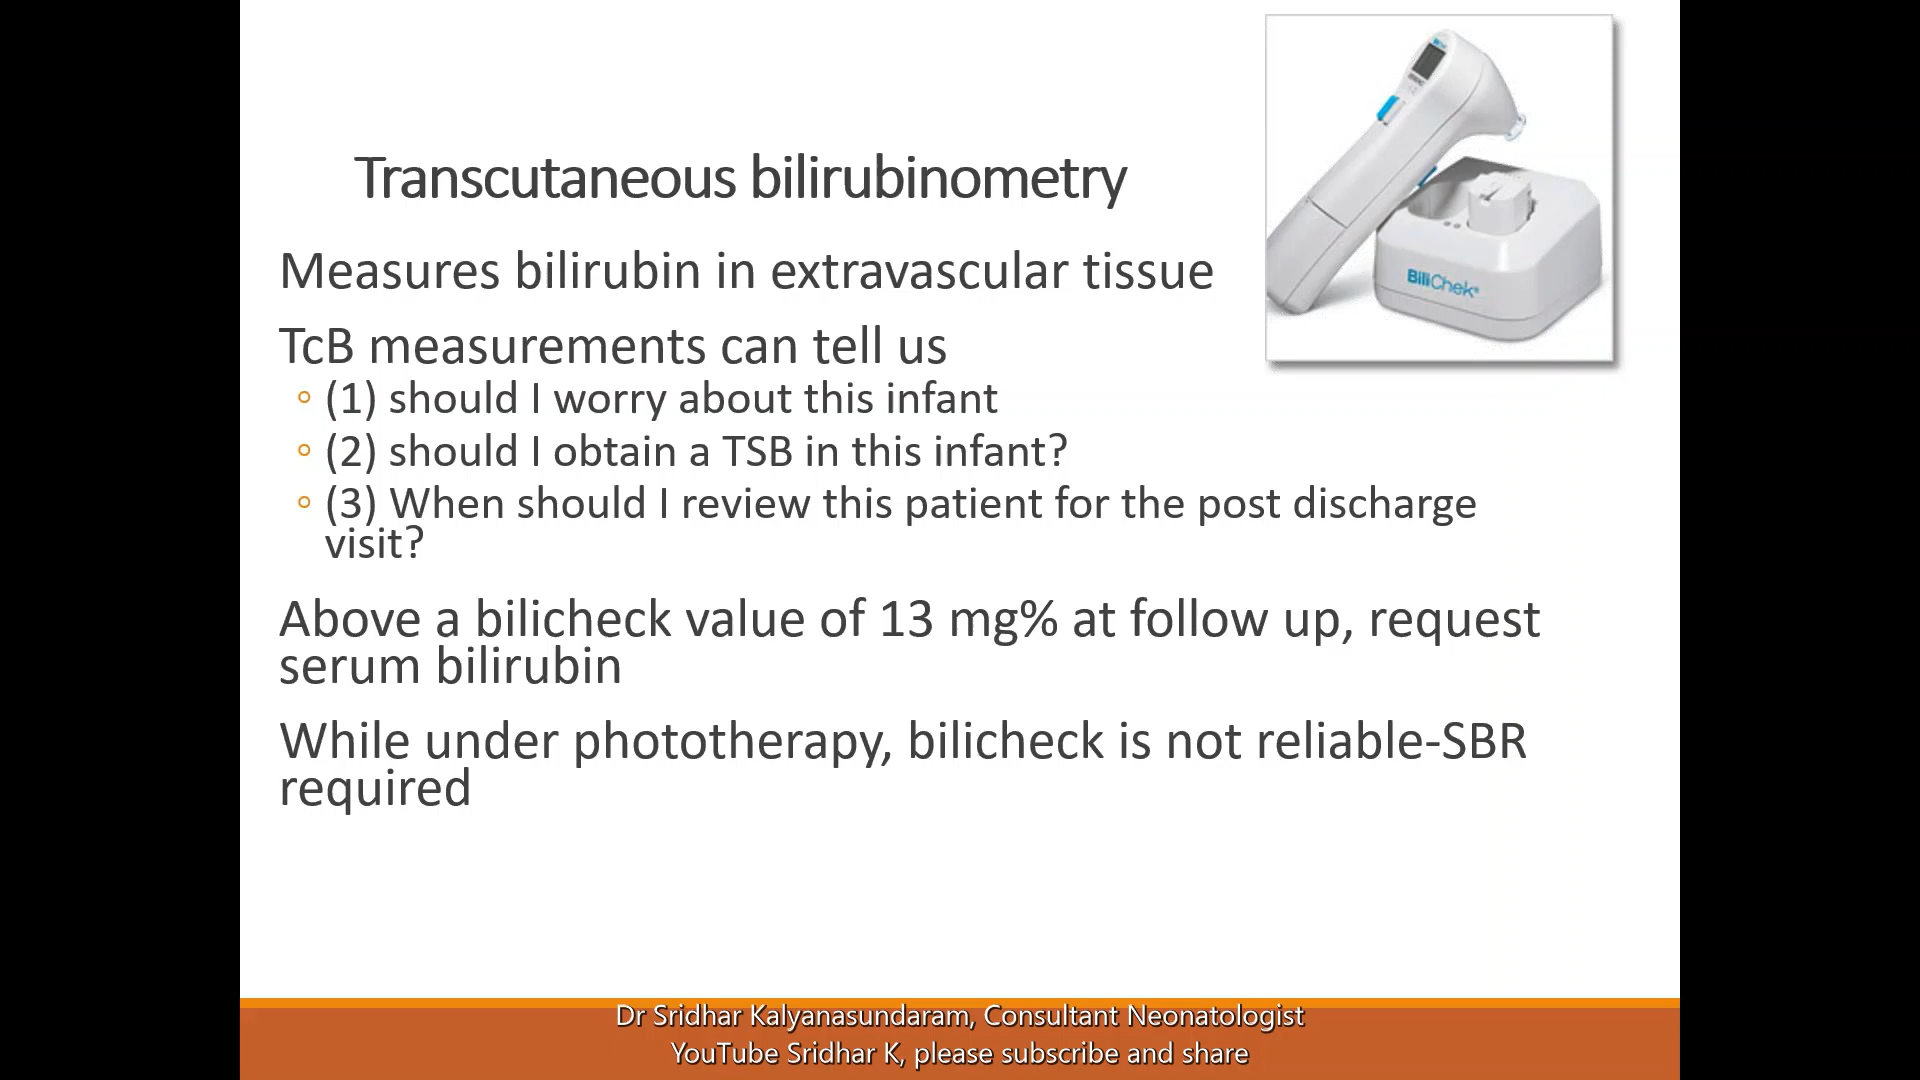 Transcutaneous bilirubinometry
BiliChek®
Measures bilirubin in extravascular tissue
TcB measurements can tell us
(1) should I worry about this infant
(2) should I obtain a TSB in this infant?
(3) When should I review this patient for the post discharge
visit?
Above a bilicheck value of 13 mg% at follow up, request
serum bilirubin
While under phototherapy, bilicheck is not reliable-SBR
required
Dr Sridhar Kalyanasundaram, Consultant Neonatologist
YouTube Sridhar K, please subscribe and share